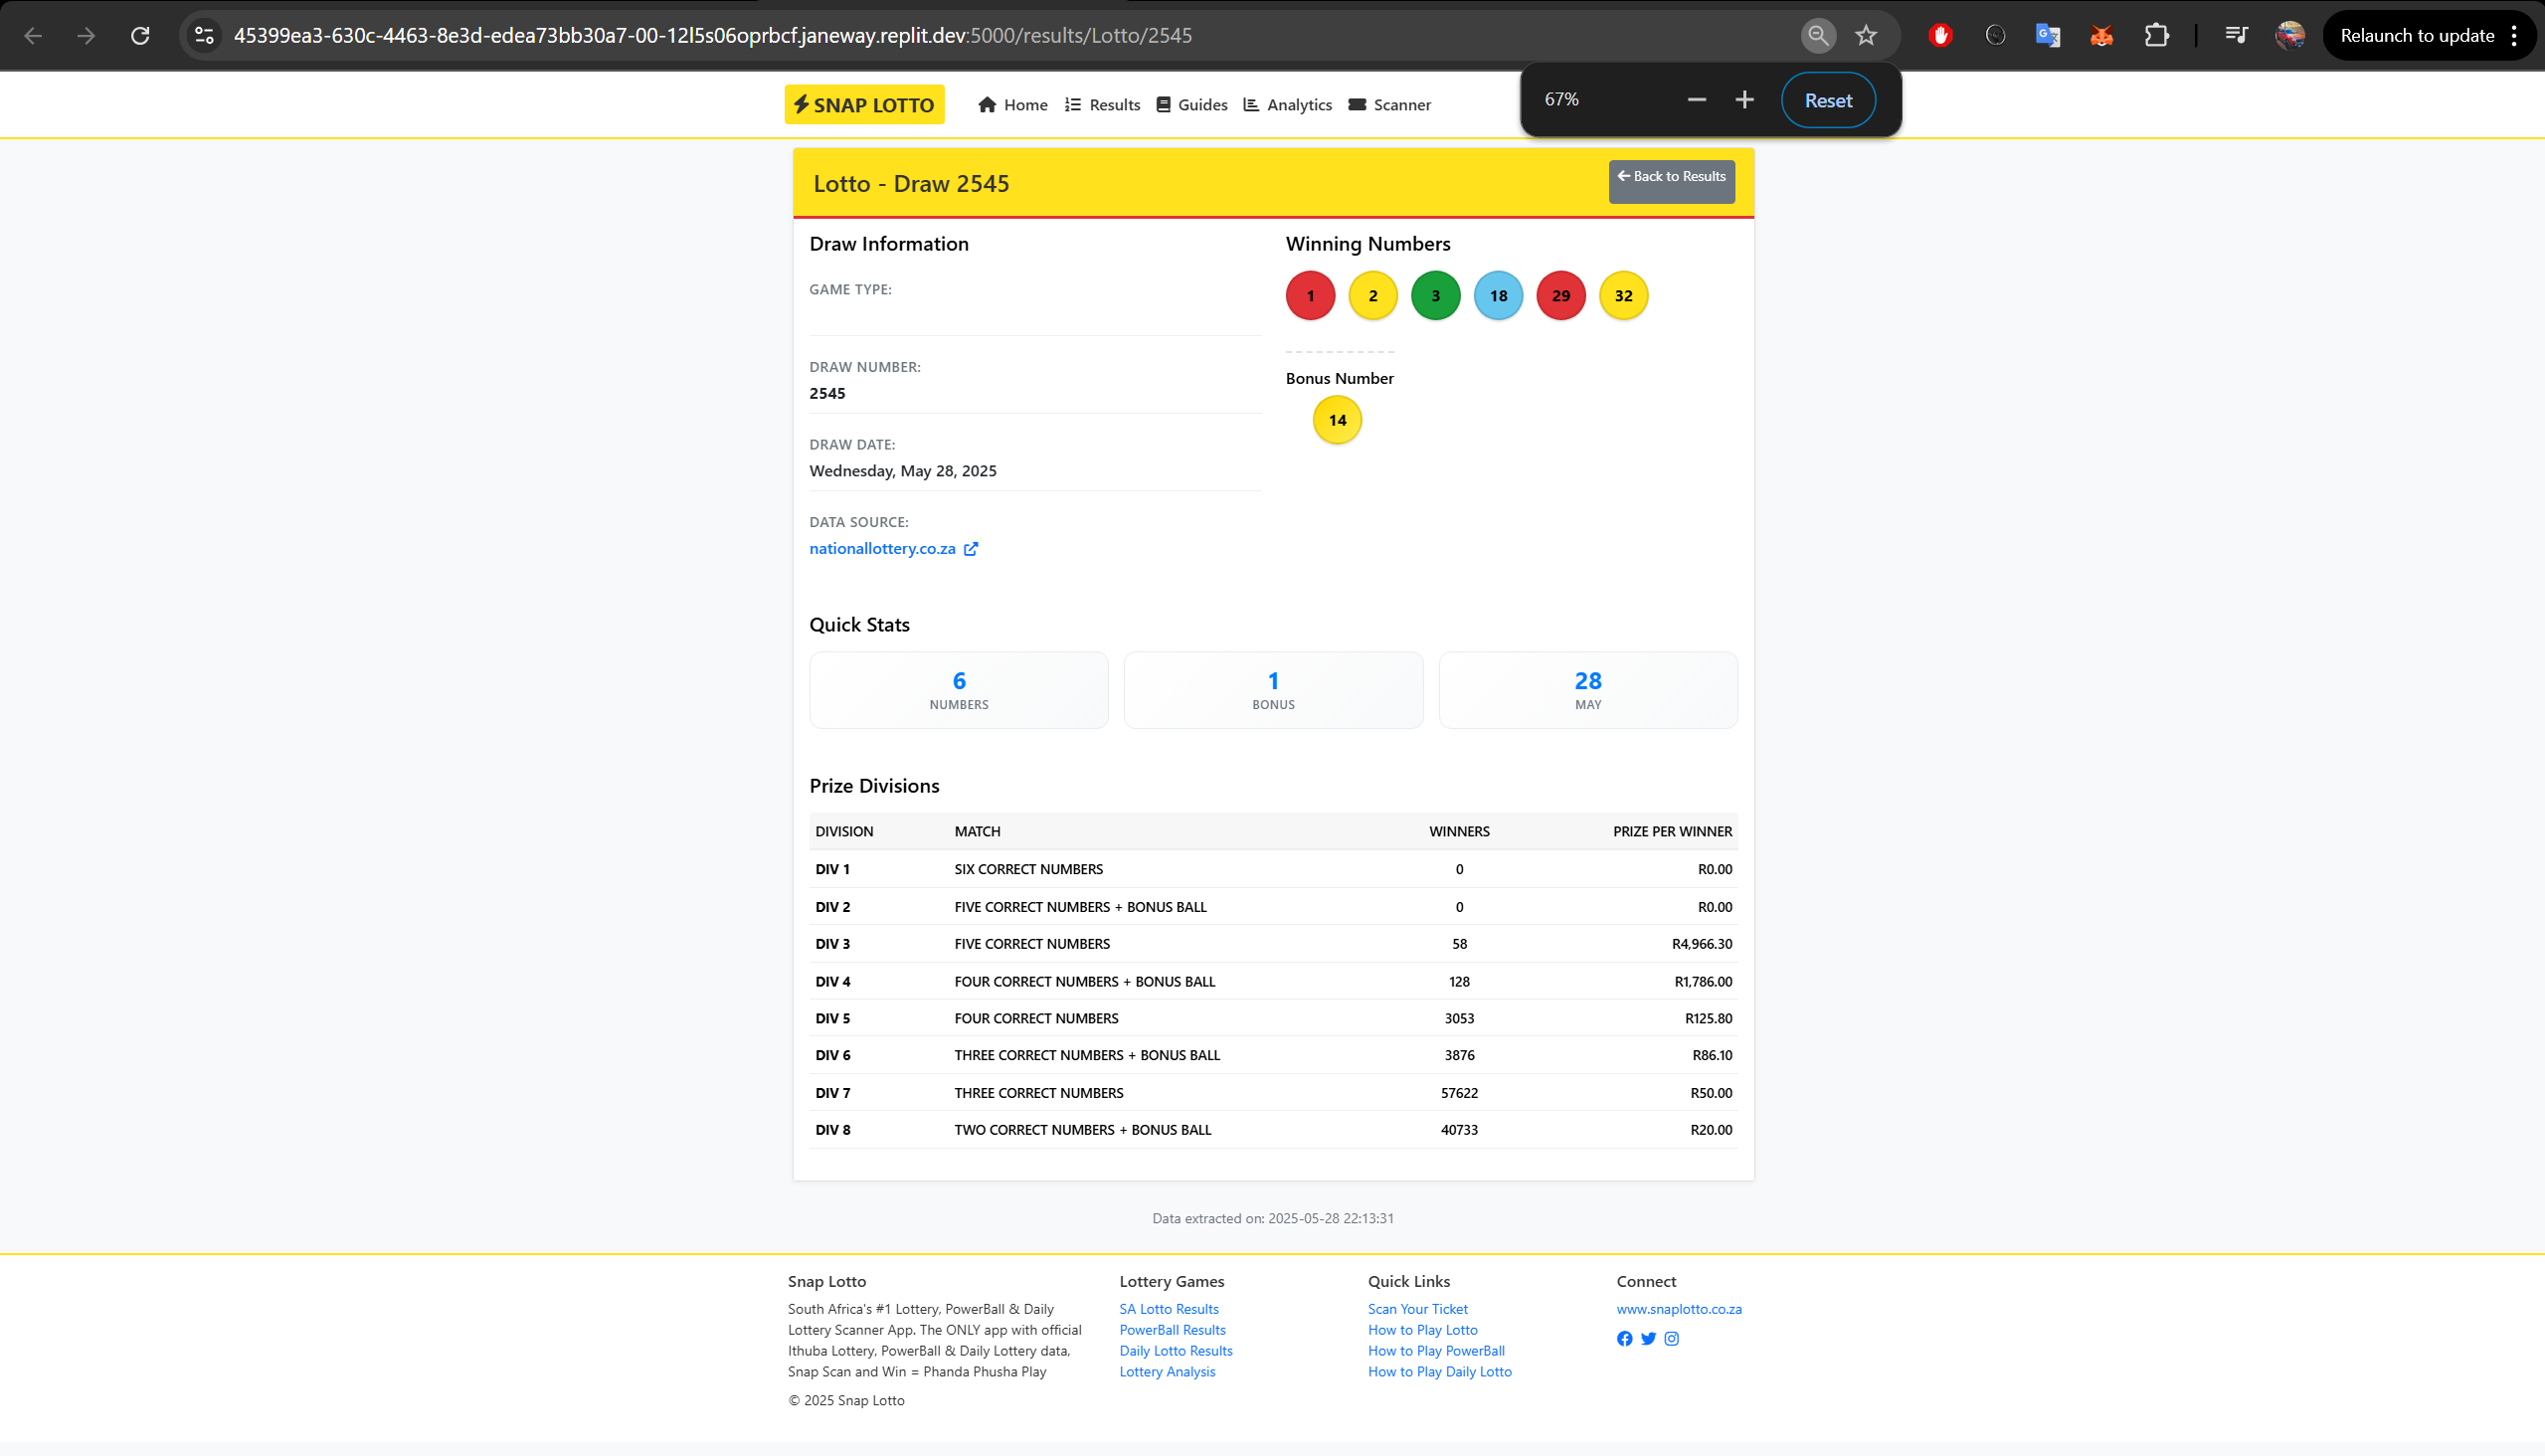 45399ea3-630c-4463-8e3d-edea73bb30a7-00-12l5s06oprbcf.janeway.replit.dev:5000/results/Lotto/2545
Relaunch to update
SNAP LOTTO
Home
Results
Guides
Analytics
Scanner
67%
Reset
Lotto - Draw 2545
Back to Results
Draw Information
GAME TYPE:
DRAW NUMBER:
2545
DRAW DATE:
Wednesday, May 28, 2025
DATA SOURCE:
nationallottery.co.za
Winning Numbers
1 2 3 18 29 32
Bonus Number
14
Quick Stats
6
NUMBERS
1
BONUS
28
MAY
Prize Divisions
DIVISION MATCH WINNERS PRIZE PER WINNER
DIV 1 SIX CORRECT NUMBERS 0 R0.00
DIV 2 FIVE CORRECT NUMBERS + BONUS BALL 0 R0.00
DIV 3 FIVE CORRECT NUMBERS 58 R4,966.30
DIV 4 FOUR CORRECT NUMBERS + BONUS BALL 128 R1,786.00
DIV 5 FOUR CORRECT NUMBERS 3053 R125.80
DIV 6 THREE CORRECT NUMBERS + BONUS BALL 3876 R86.10
DIV 7 THREE CORRECT NUMBERS 57622 R50.00
DIV 8 TWO CORRECT NUMBERS + BONUS BALL 40733 R20.00
Data extracted on: 2025-05-28 22:13:31
Snap Lotto
South Africa's #1 Lottery, PowerBall & Daily
Lottery Scanner App. The ONLY app with official
Ithuba Lottery, PowerBall & Daily Lottery data,
Snap Scan and Win = Phanda Phusha Play
© 2025 Snap Lotto
Lottery Games
SA Lotto Results
PowerBall Results
Daily Lotto Results
Lottery Analysis
Quick Links
Scan Your Ticket
How to Play Lotto
How to Play PowerBall
How to Play Daily Lotto
Connect
www.snaplotto.co.za